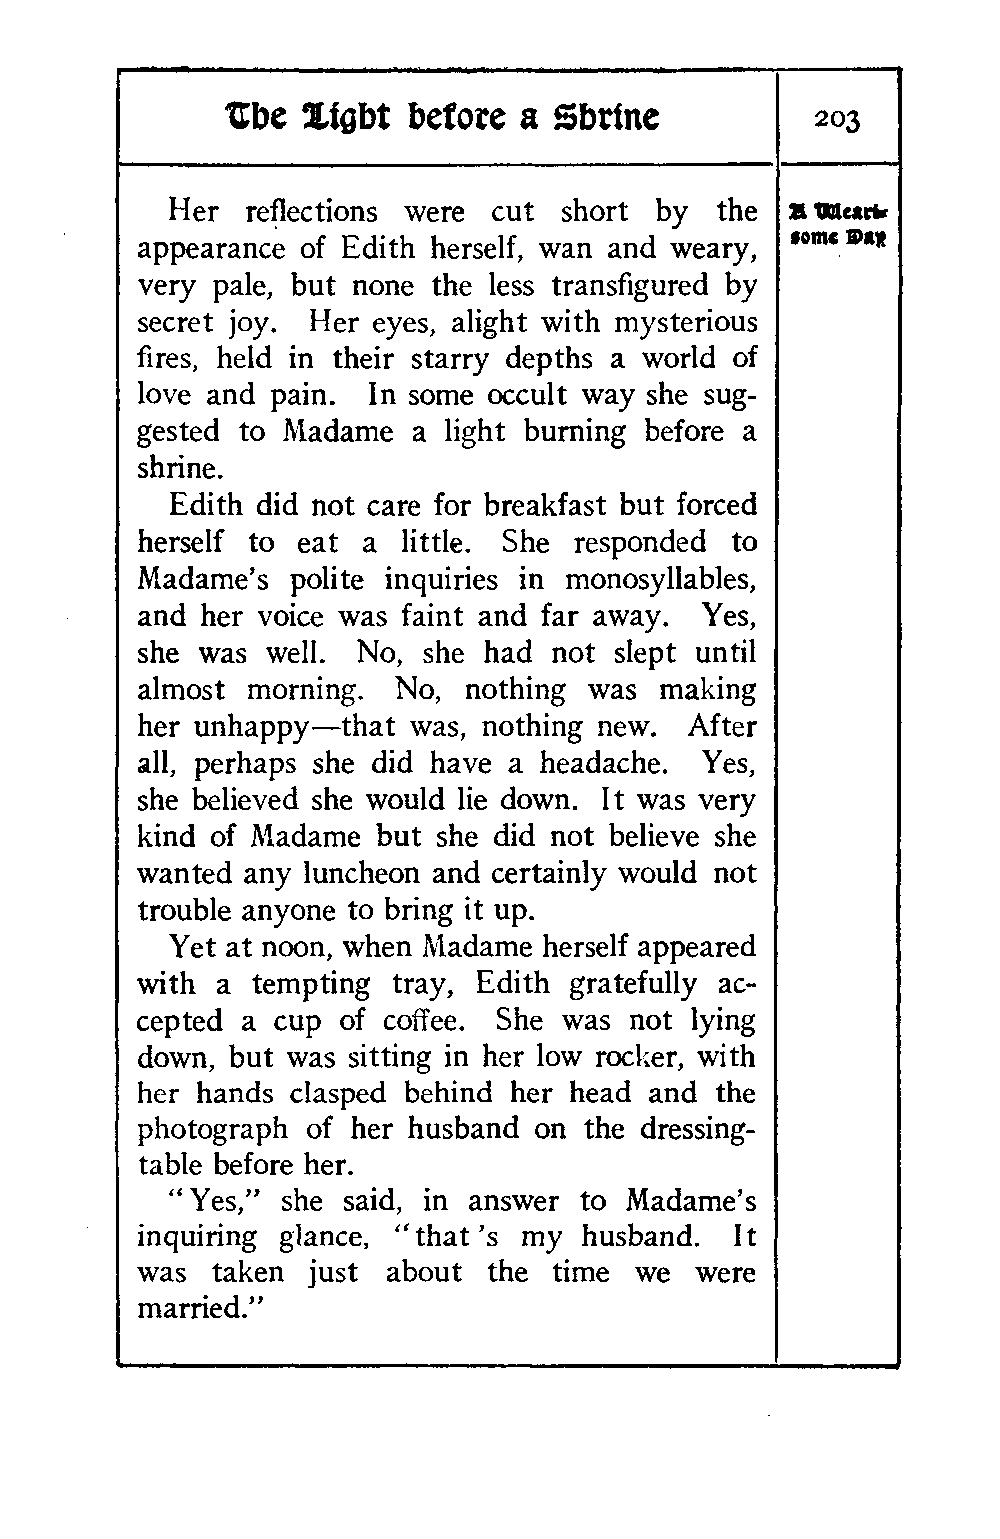 The Light before a Shrine
203
A Weari-
some Day
Her reflections were cut short by the
appearance of Edith herself, wan and weary,
very pale, but none the less transfigured by
secret joy. Her eyes, alight with mysterious
fires, held in their starry depths a world of
love and pain. In some occult way she sug-
gested to Madame a light burning before a
shrine.
Edith did not care for breakfast but forced
herself to eat a little. She responded to
Madame's polite inquiries in monosyllables,
and her voice was faint and far away. Yes,
she was well. No, she had not slept until
almost morning. No, nothing was making
her unhappy—that was, nothing new. After
all, perhaps she did have a headache. Yes,
she believed she would lie down. It was very
kind of Madame but she did not believe she
wanted any luncheon and certainly would not
trouble anyone to bring it up.
Yet at noon, when Madame herself appeared
with a tempting tray, Edith gratefully ac-
cepted a cup of coffee. She was not lying
down, but was sitting in her low rocker, with
her hands clasped behind her head and the
photograph of her husband on the dressing-
table before her.
"Yes," she said, in answer to Madame's
inquiring glance, "that 's my husband. It
was taken just about the time we were
married."